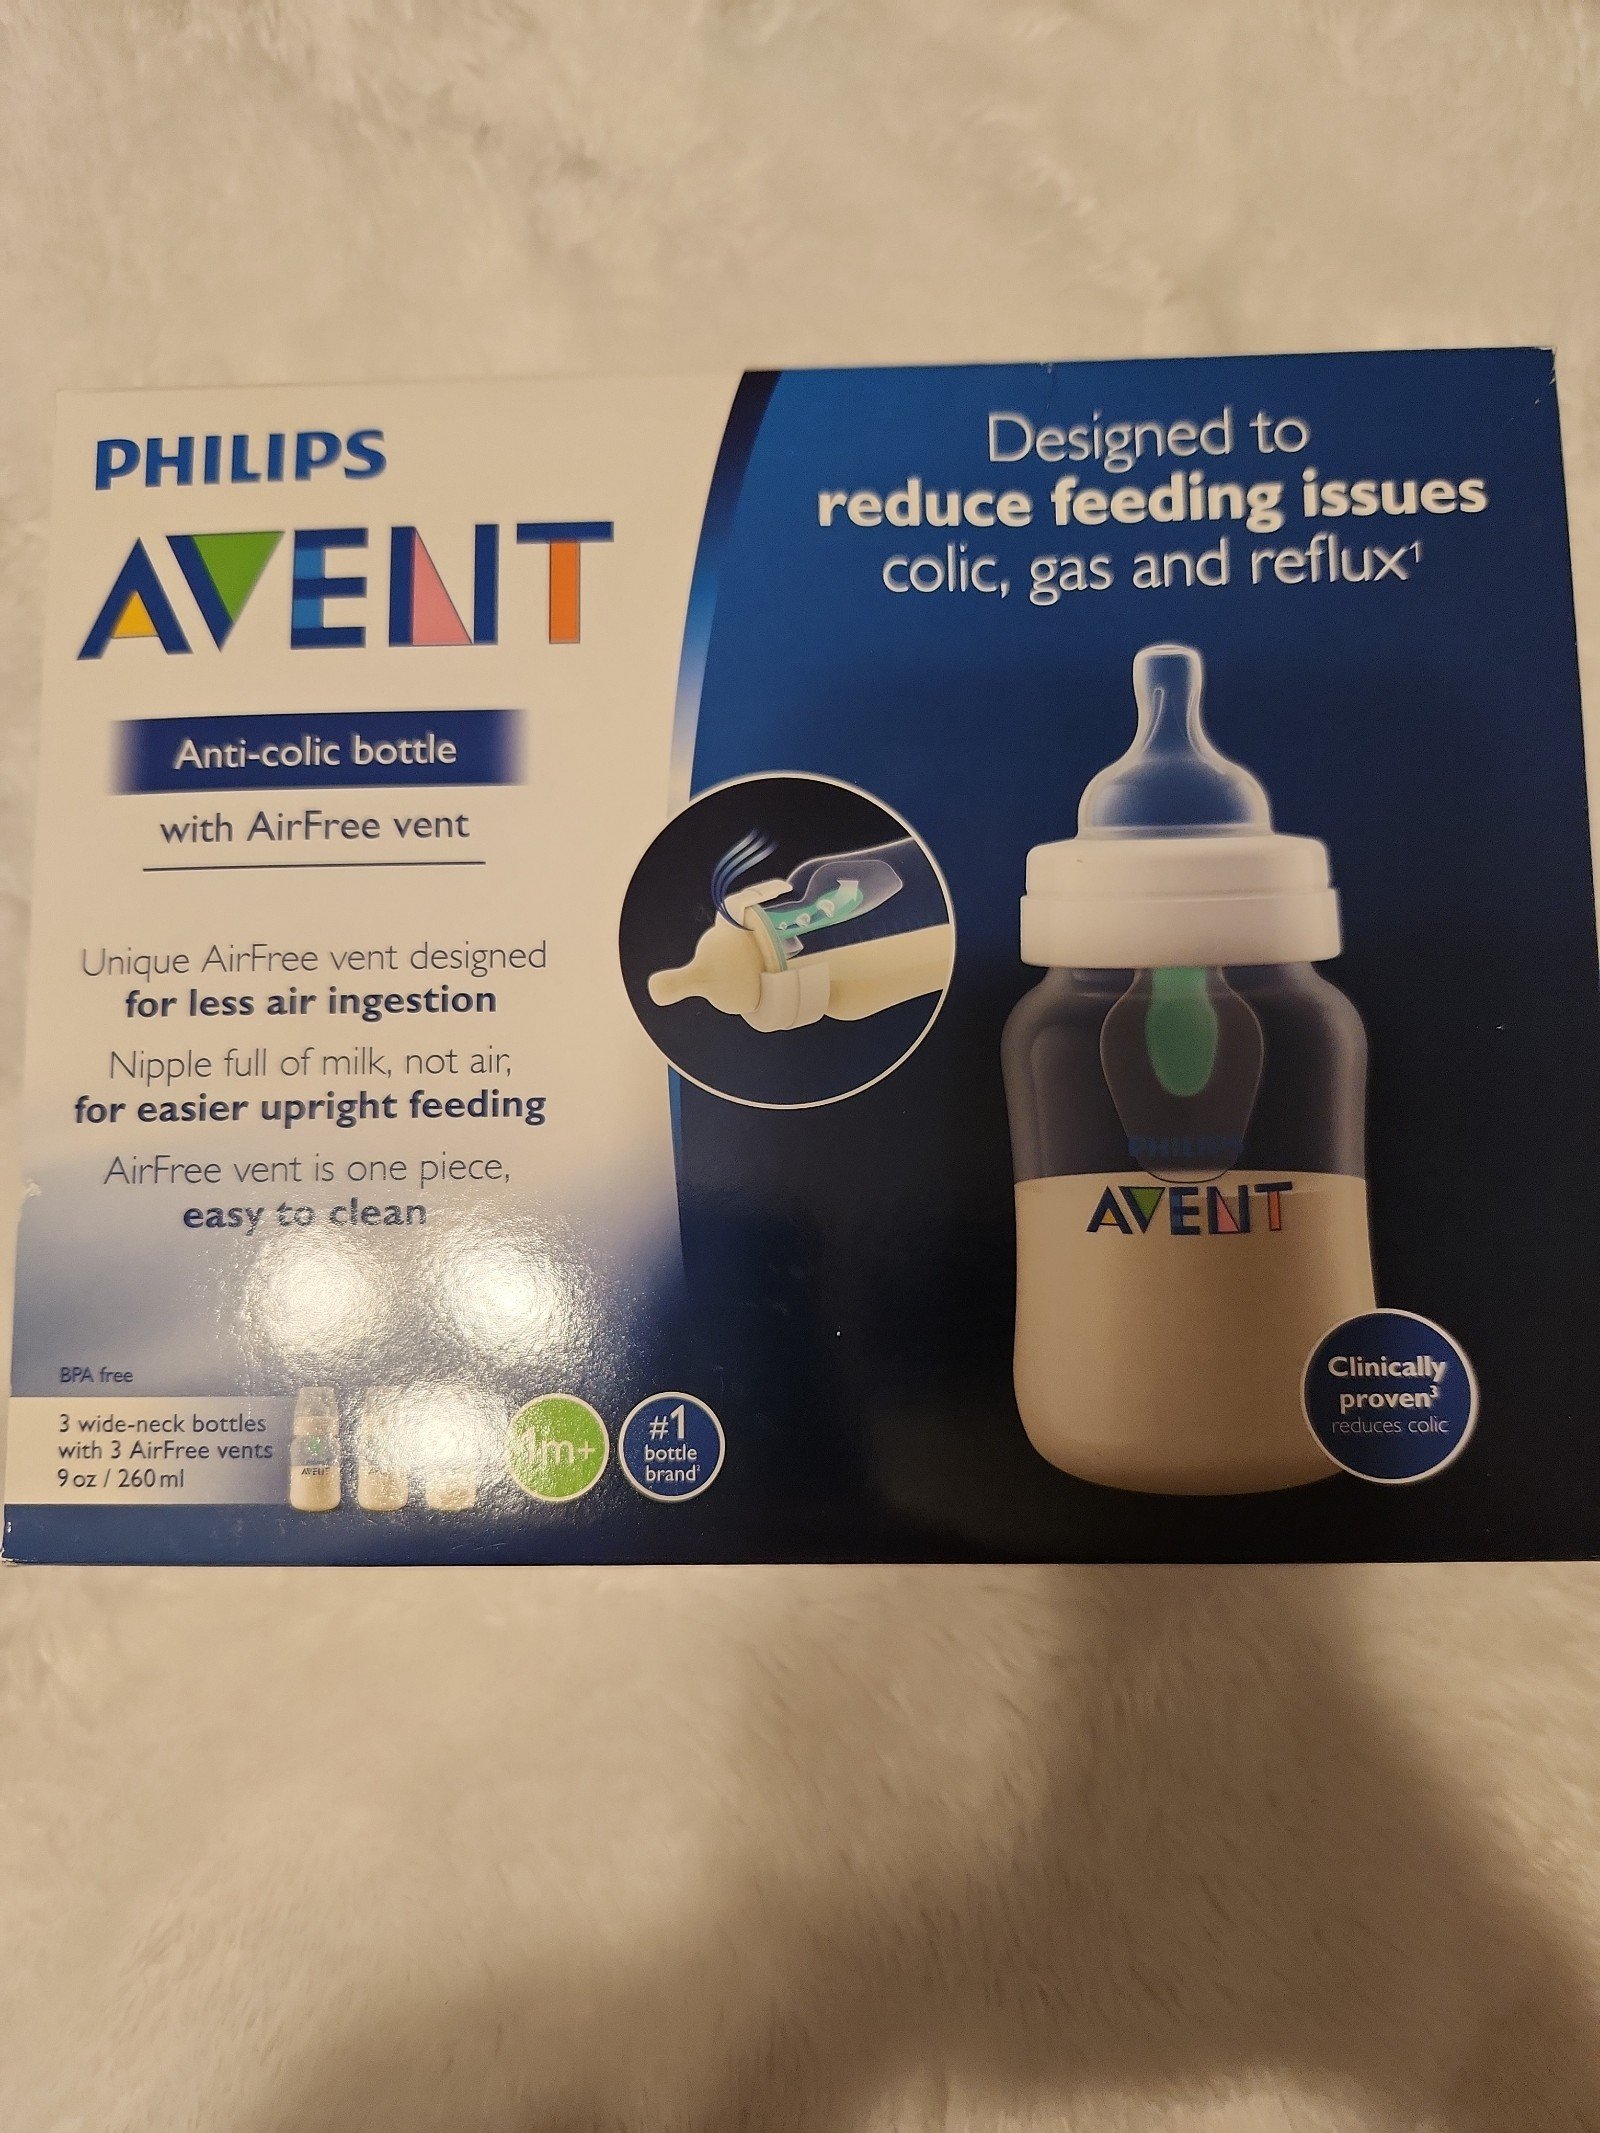 PHILIPS
AVENT
Anti-colic bottle
with AirFree vent
Unique AirFree vent designed
for less air ingestion
Nipple full of milk, not air,
for easier upright feeding
AirFree vent is one piece,
easy to clean
BPA free
3 wide-neck bottles
with 3 AirFree vents
9 oz / 260 ml
AVENT
1m+
#1
bottle
brand²
Designed to
reduce feeding issues
colic, gas and reflux¹
PHILIPS
AVENT
Clinically
proven³
reduces colic